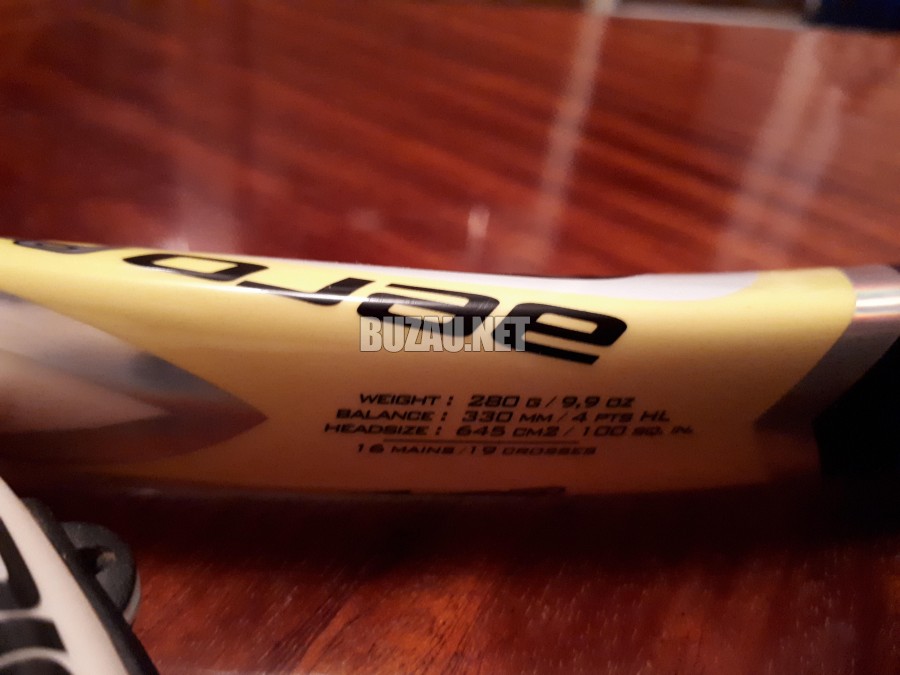 aero
BUZAU.NET
WEIGHT : 280 G / 9,9 OZ
BALANCE : 330 MM / 4 PTS HL
HEADSIZE : 645 CM2 / 100 SQ. IN.
16 MAINS / 19 CROSSES